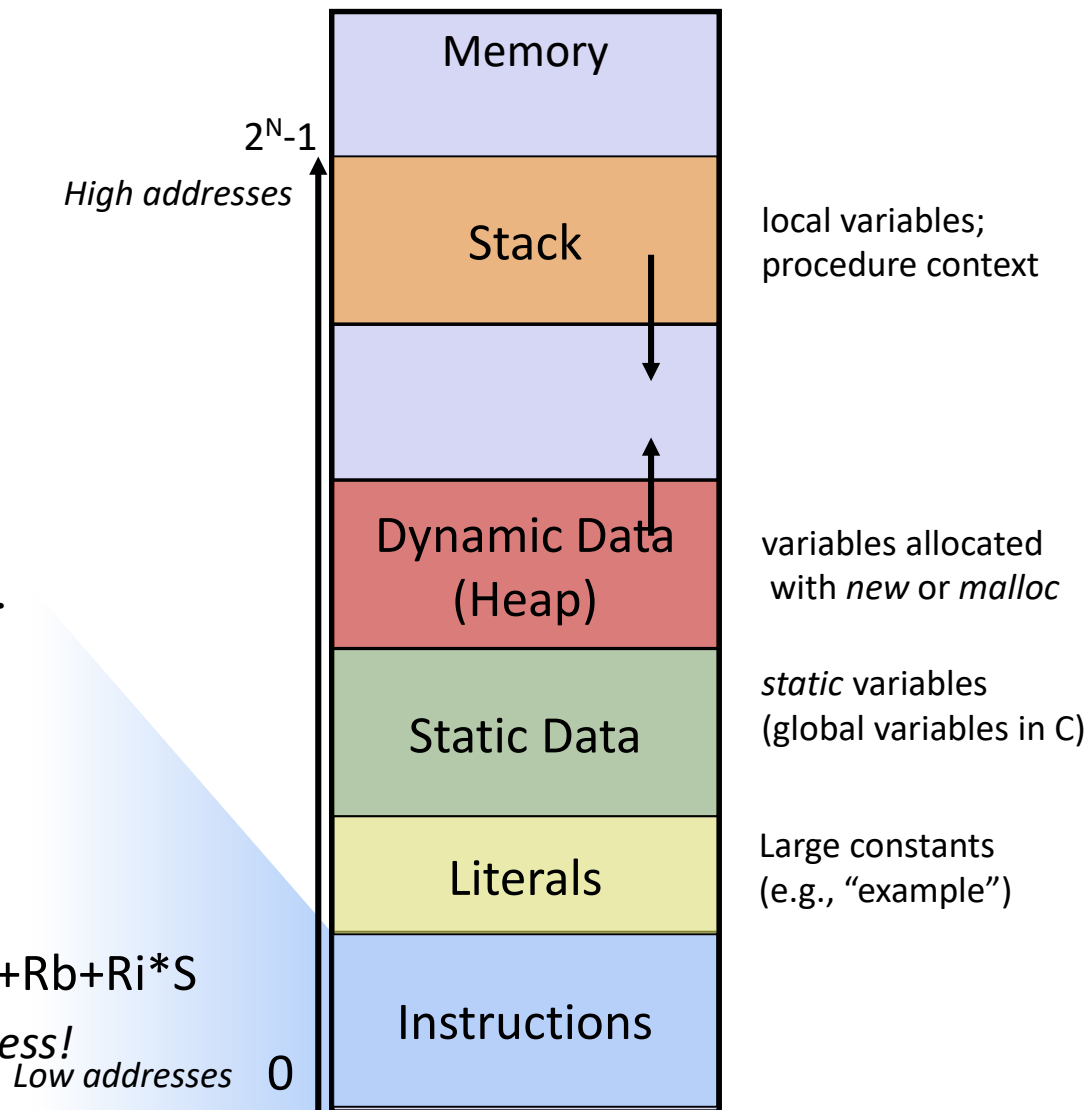 Memory
2^N-1
High addresses
Stack
local variables;
procedure context
Dynamic Data
(Heap)
variables allocated
with new or malloc
.
Static Data
static variables
(global variables in C)
Literals
Large constants
(e.g., “example”)
+Rb+Ri*S
ess!
Instructions
Low addresses 0